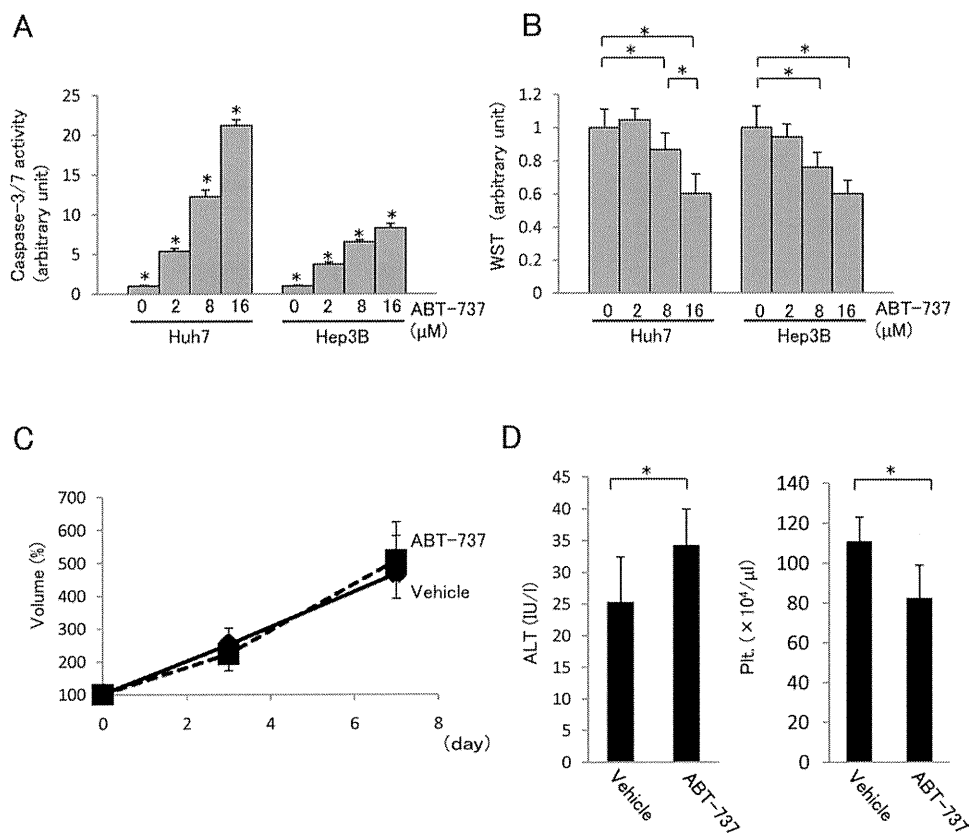 A
Caspase-3/7 activity
(arbitrary unit)
25
20
15
10
5
0
* * * * * * * *
0 2 8 16 0 2 8 16 ABT-737
(μM)
Huh7 Hep3B
B
WST (arbitrary unit)
1.2
1
0.8
0.6
0.4
0.2
0
* * * * *
0 2 8 16 0 2 8 16 ABT-737
(μM)
Huh7 Hep3B
C
Volume (%)
700
600
500
400
300
200
100
ABT-737
Vehicle
0 2 4 6 8
(day)
D
ALT (IU/l)
45
40
35
30
25
20
15
10
5
0
*
Vehicle ABT-737
Plt. (×10⁴/μl)
140
120
100
80
60
40
20
0
*
Vehicle ABT-737